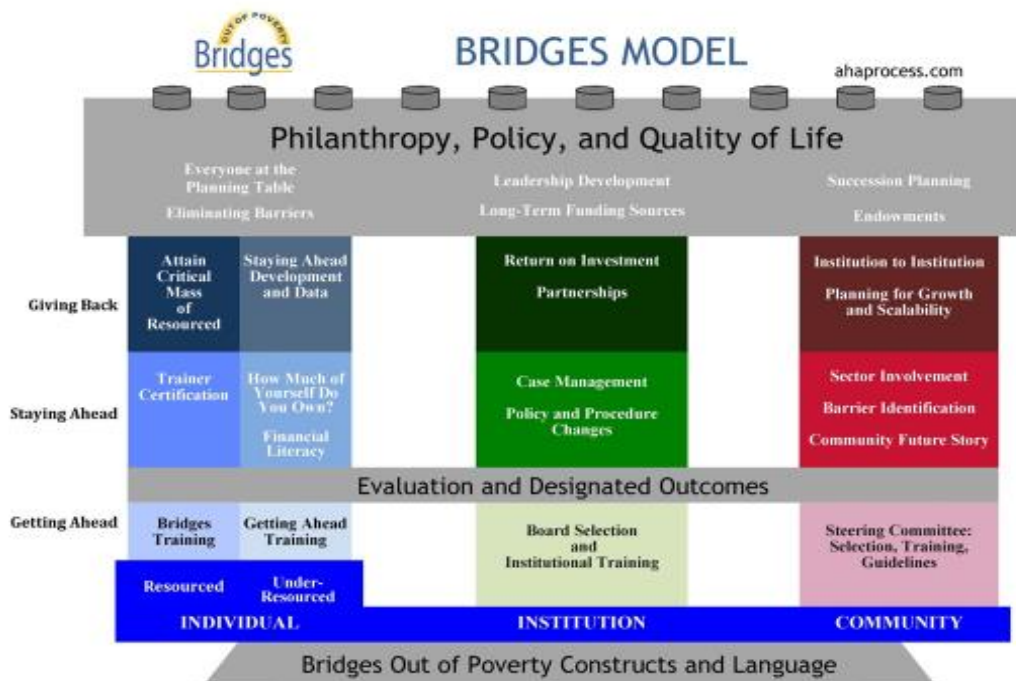 OUT OF POVERTY
Bridges
BRIDGES MODEL
ahaprocess.com
Philanthropy, Policy, and Quality of Life
Everyone at the
Planning Table
Eliminating Barriers
Leadership Development
Long-Term Funding Sources
Succession Planning
Endowments
Giving Back
Attain
Critical
Mass
of
Resourced
Staying Ahead
Development
and Data
Return on Investment
Partnerships
Institution to Institution
Planning for Growth
and Scalability
Staying Ahead
Trainer
Certification
How Much of
Yourself Do
You Own?
Financial
Literacy
Case Management
Policy and Procedure
Changes
Sector Involvement
Barrier Identification
Community Future Story
Evaluation and Designated Outcomes
Getting Ahead
Bridges
Training
Getting Ahead
Training
Board Selection
and
Institutional Training
Steering Committee:
Selection, Training,
Guidelines
Resourced
Under-
Resourced
INDIVIDUAL
INSTITUTION
COMMUNITY
Bridges Out of Poverty Constructs and Language